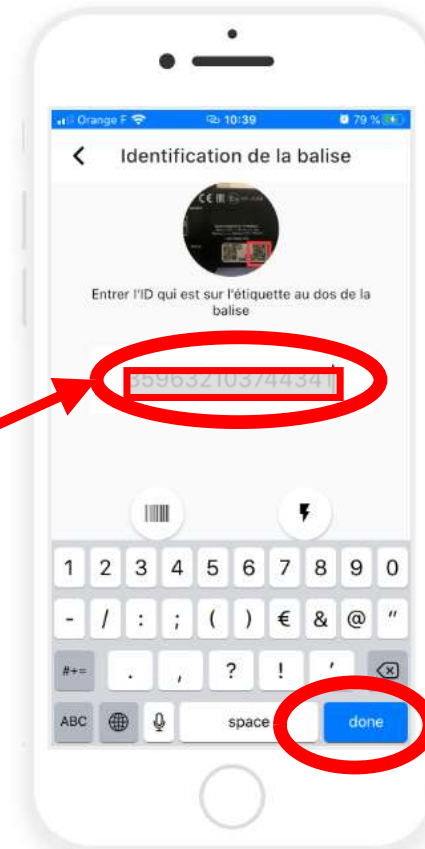 Orange F 10:39 79 %
Identification de la balise
Entrer l'ID qui est sur l'étiquette au dos de la
balise
359632103744341
1 2 3 4 5 6 7 8 9 0
- / : ; ( ) € & @ "
#+= . , ? ! '
ABC space done